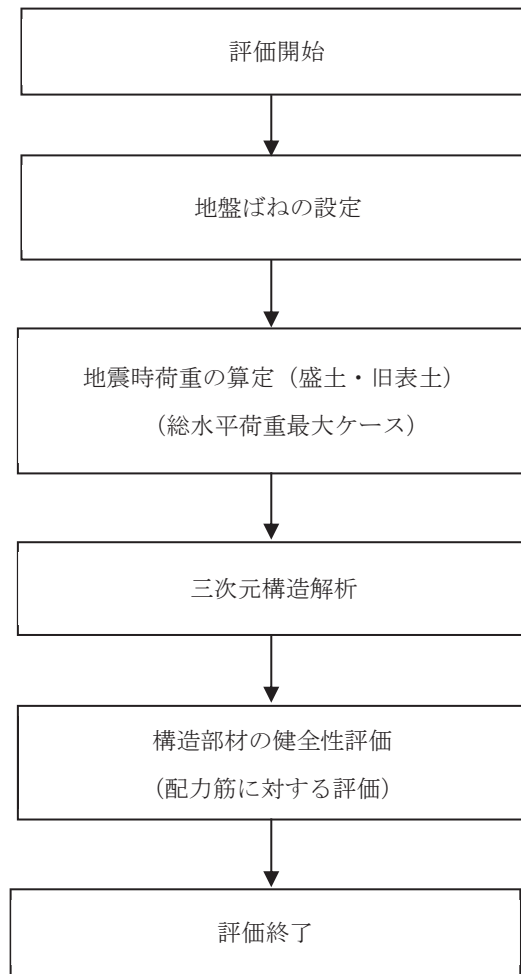 評価開始
地盤ばねの設定
地震時荷重の算定（盛土・旧表土）
（総水平荷重最大ケース）
三次元構造解析
構造部材の健全性評価
（配力筋に対する評価）
評価終了